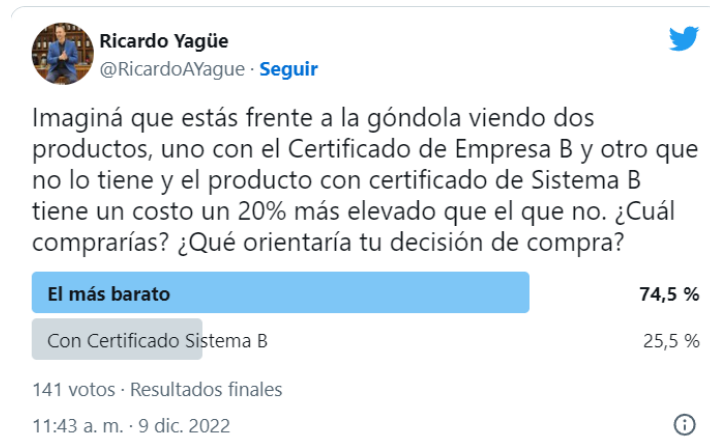 Ricardo Yagüe
@RicardoAYague · Seguir
Imaginá que estás frente a la góndola viendo dos
productos, uno con el Certificado de Empresa B y otro que
no lo tiene y el producto con certificado de Sistema B
tiene un costo un 20% más elevado que el que no. ¿Cuál
comprarías? ¿Qué orientaría tu decisión de compra?
El más barato 74,5 %
Con Certificado Sistema B 25,5 %
141 votos · Resultados finales
11:43 a. m. · 9 dic. 2022